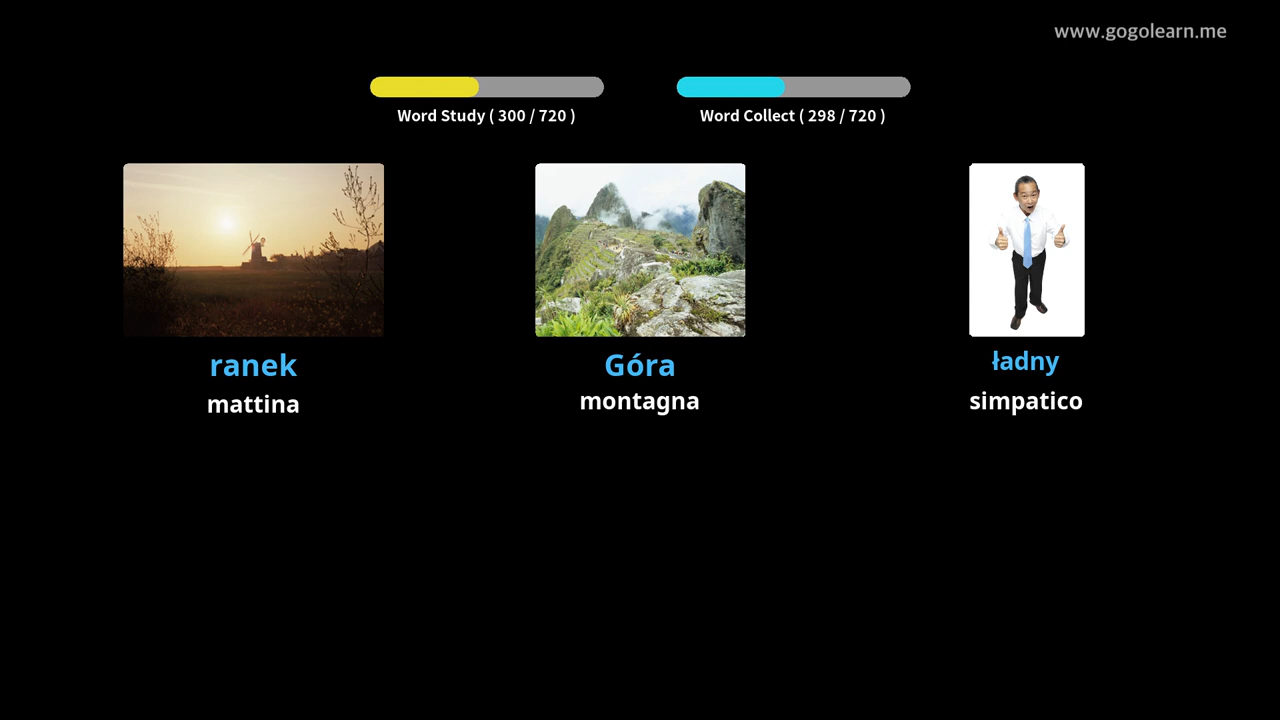 www.gogolearn.me
Word Study ( 300 / 720 )
Word Collect ( 298 / 720 )
ranek
mattina
Góra
montagna
ładny
simpatico